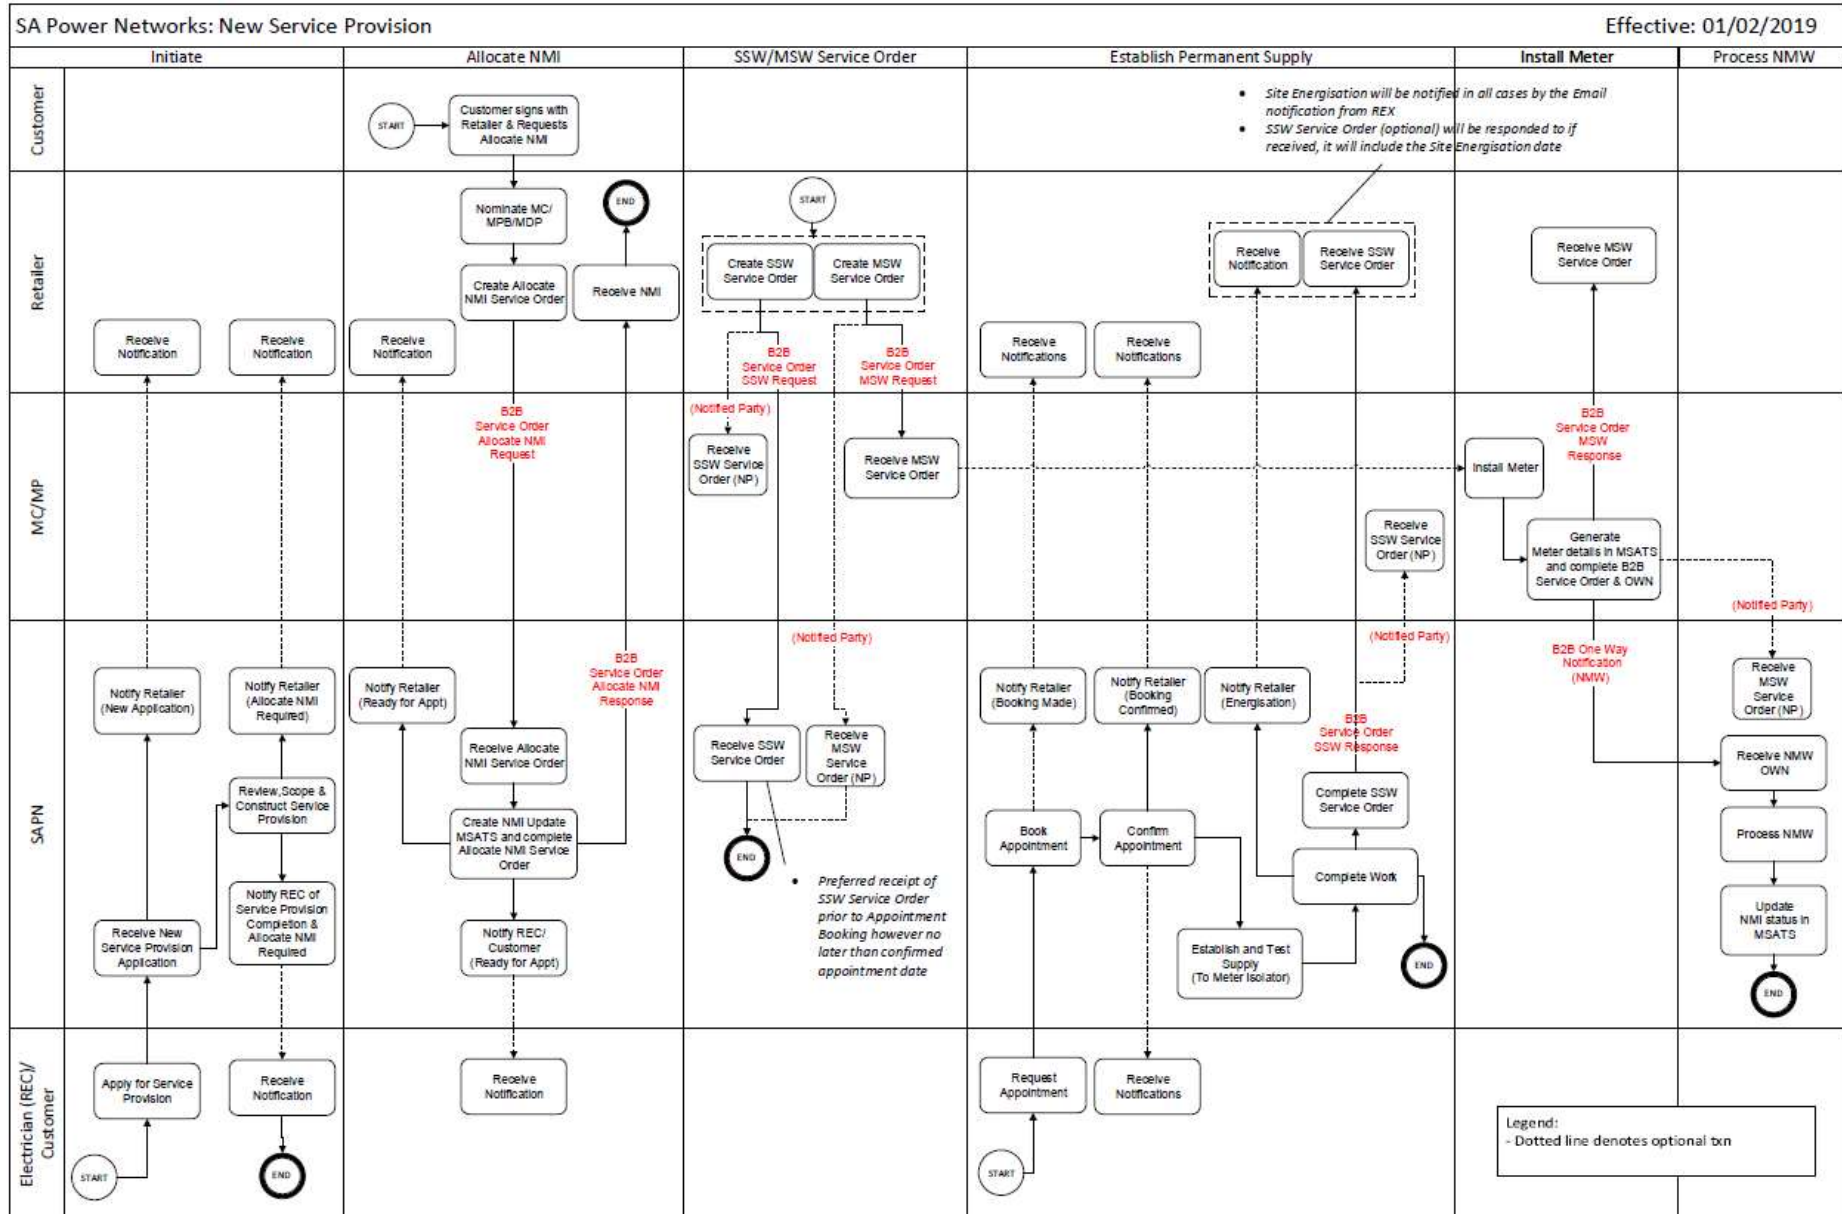 SA Power Networks: New Service Provision
Effective: 01/02/2019
Initiate
Allocate NMI
SSW/MSW Service Order
Establish Permanent Supply
Install Meter
Process NMW
Customer
START
Customer signs with
Retailer & Requests
Allocate NMI
• Site Energisation will be notified in all cases by the Email
notification from REX
• SSW Service Order (optional) will be responded to if
received, it will include the Site Energisation date
Retailer
Nominate MC/
MPB/MDP
END
START
Create Allocate
NMI Service Order
Receive NMI
Create SSW
Service Order
Create MSW
Service Order
Receive
Notification
Receive SSW
Service Order
Receive MSW
Service Order
Receive
Notification
Receive
Notification
Receive
Notification
B2B
Service Order
SSW Request
B2B
Service Order
MSW Request
Receive
Notifications
Receive
Notifications
MC/MP
B2B
Service Order
Allocate NMI
Request
(Notified Party)
Receive
SSW Service
Order (NP)
Receive MSW
Service Order
Install Meter
B2B
Service Order
MSW
Response
Receive
SSW Service
Order (NP)
Generate
Meter details in MSATS
and complete B2B
Service Order & OWN
(Notified Party)
SAPN
Notify Retailer
(New Application)
Notify Retailer
(Allocate NMI
Required)
Notify Retailer
(Ready for Appt)
B2B
Service Order
Allocate NMI
Response
(Notified Party)
Notify Retailer
(Booking Made)
Notify Retailer
(Booking
Confirmed)
Notify Retailer
(Energisation)
(Notified Party)
B2B One Way
Notification
(NMW)
Receive
MSW
Service
Order (NP)
Receive Allocate
NMI Service Order
Receive SSW
Service Order
Receive
MSW
Service
Order (NP)
B2B
Service Order
SSW Response
Receive NMW
OWN
Review, Scope &
Construct Service
Provision
Create NMI Update
MSATS and complete
Allocate NMI Service
Order
END
Book
Appointment
Confirm
Appointment
Complete SSW
Service Order
Complete Work
Process NMW
Notify REC of
Service Provision
Completion &
Allocate NMI
Required
Receive New
Service Provision
Application
Notify REC/
Customer
(Ready for Appt)
• Preferred receipt of
SSW Service Order
prior to Appointment
Booking however no
later than confirmed
appointment date
Establish and Test
Supply
(To Meter Isolator)
END
Update
NMI status in
MSATS
END
Electrician (REC)/
Customer
Apply for Service
Provision
Receive
Notification
Receive
Notification
Request
Appointment
Receive
Notifications
START
END
START
Legend:
- Dotted line denotes optional txn